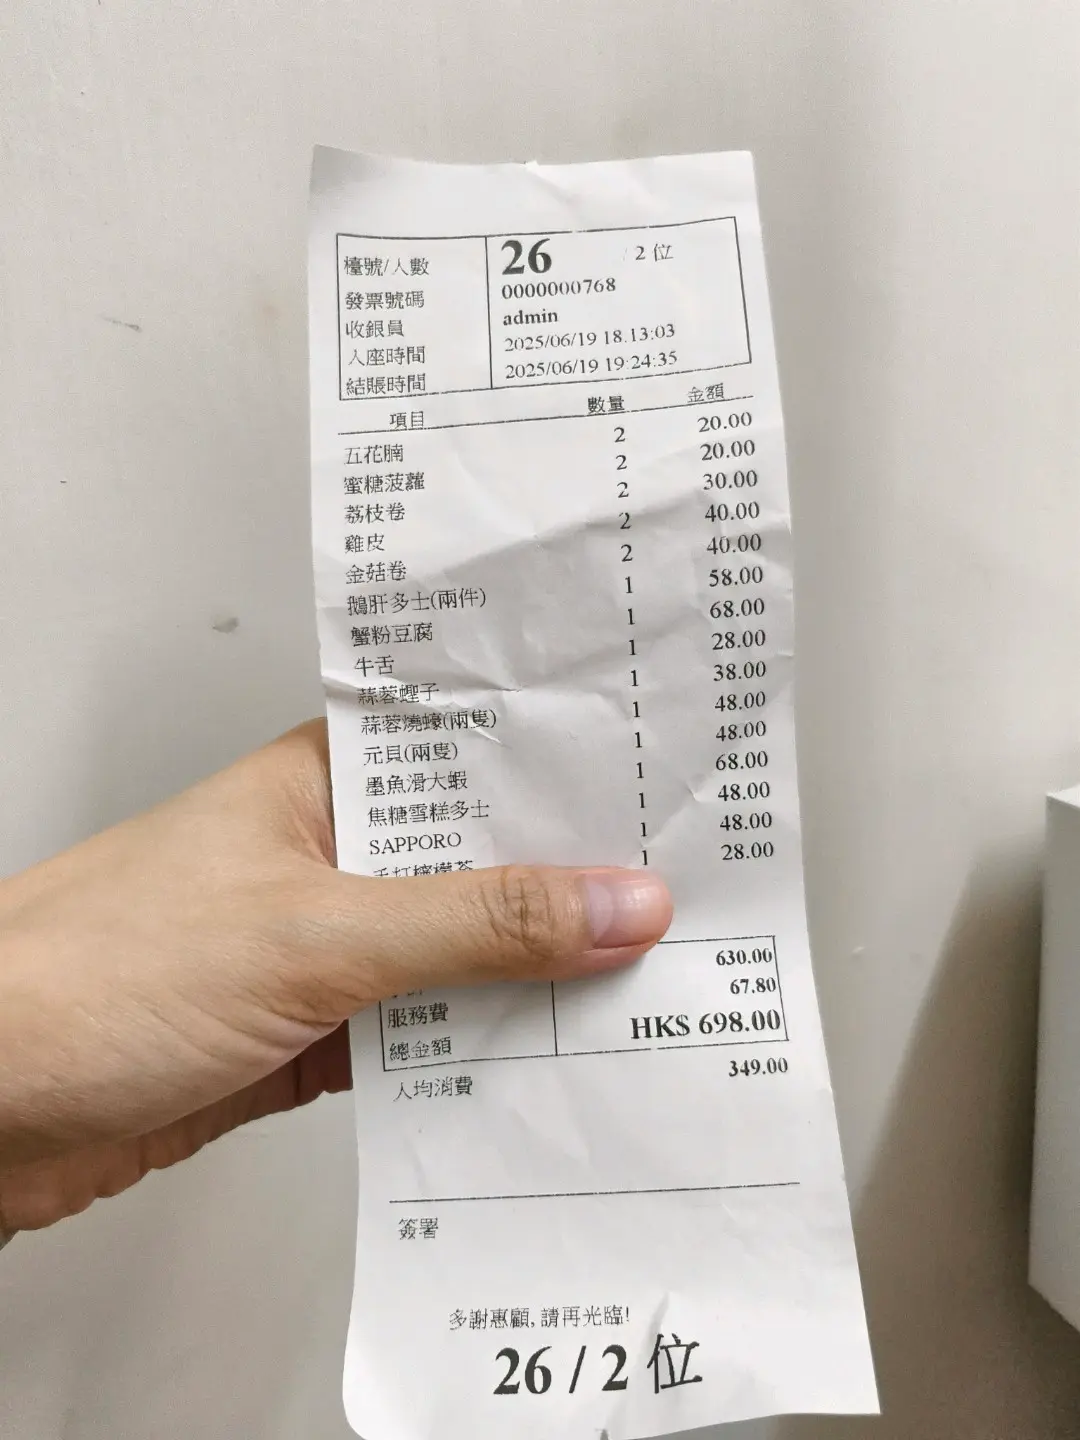 檯號/人數 26 / 2 位
發票號碼 0000000768
收銀員 admin
入座時間 2025/06/19 18:13:03
結賬時間 2025/06/19 19:24:35
項目 數量 金額
五花腩 2 20.00
蜜糖菠蘿 2 20.00
荔枝卷 2 30.00
雞皮 2 40.00
金菇卷 2 40.00
鵝肝多士(兩件) 1 58.00
蟹粉豆腐 1 68.00
牛舌 1 28.00
蒜蓉蟶子 1 38.00
蒜蓉燒蠔(兩隻) 1 48.00
元貝(兩隻) 1 48.00
墨魚滑大蝦 1 68.00
焦糖雪糕多士 1 48.00
SAPPORO 1 48.00
手打檸檬茶 1 28.00
630.00
服務費 67.80
總金額 HK$ 698.00
人均消費 349.00
簽署
多謝惠顧, 請再光臨!
26 / 2 位